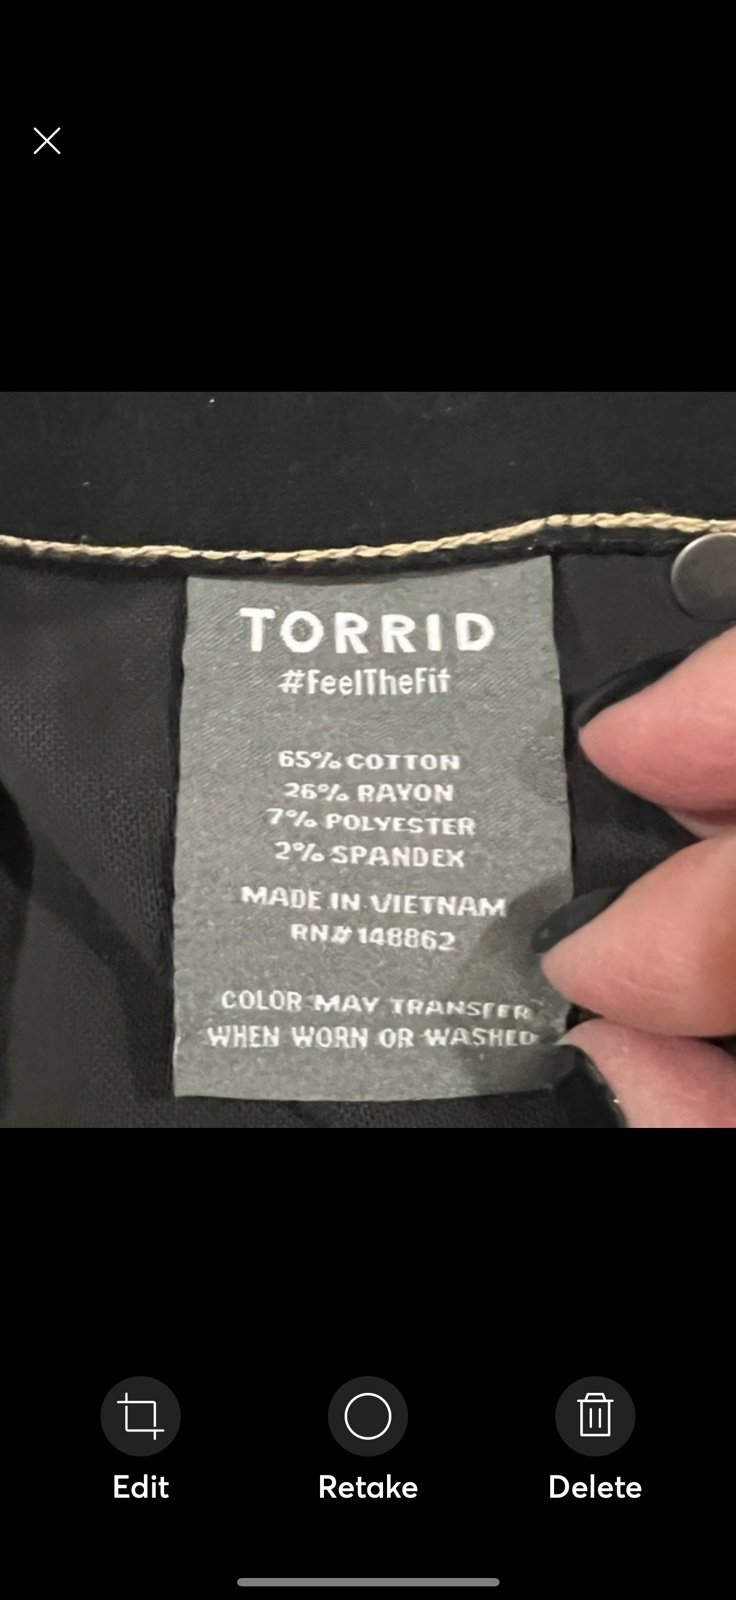 TORRID
#FeelTheFit
65% COTTON
26% RAYON
7% POLYESTER
2% SPANDEX
MADE IN VIETNAM
RN# 148862
COLOR MAY TRANSFER
WHEN WORN OR WASHED
Edit
Retake
Delete